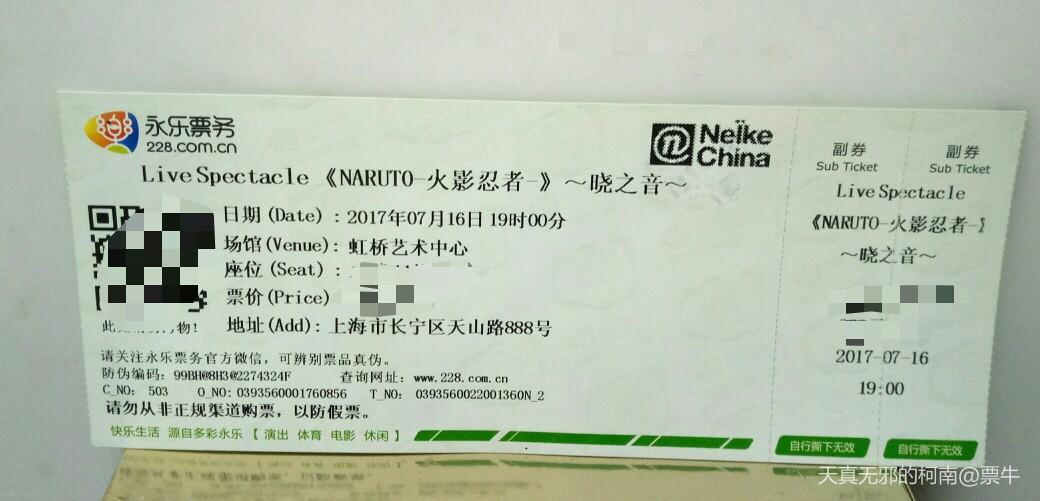 永乐票务
228.com.cn
Neike
China
Live Spectacle 《NARUTO-火影忍者-》～晓之音～
日期(Date)：2017年07月16日 19时00分
场馆(Venue)：虹桥艺术中心
座位(Seat)：
票价(Price)
地址(Add)：上海市长宁区天山路888号
请关注永乐票务官方微信，可辨别票品真伪。
防伪编码：99BH@8H3@2274324F 查询网址：www.228.com.cn
C_NO： 503 O_NO：0393560001760856 T_NO： 0393560022001360N_2
请勿从非正规渠道购票，以防假票。
快乐生活 源自多彩永乐【 演出 体育 电影 休闲 】
副券
Sub Ticket
副券
Sub Ticket
Live Spectacle
《NARUTO-火影忍者-》
～晓之音～
2017-07-16
19:00
自行撕下无效
自行撕下无效
天真无邪的柯南@票牛